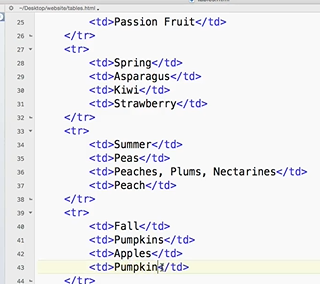 ~/Desktop/website/tables.html
25 <td>Passion Fruit</td>
26 </tr>
27 <tr>
28 <td>Spring</td>
29 <td>Asparagus</td>
30 <td>Kiwi</td>
31 <td>Strawberry</td>
32 </tr>
33 <tr>
34 <td>Summer</td>
35 <td>Peas</td>
36 <td>Peaches, Plums, Nectarines</td>
37 <td>Peach</td>
38 </tr>
39 <tr>
40 <td>Fall</td>
41 <td>Pumpkins</td>
42 <td>Apples</td>
43 <td>Pumpkin</td>
44 </tr>